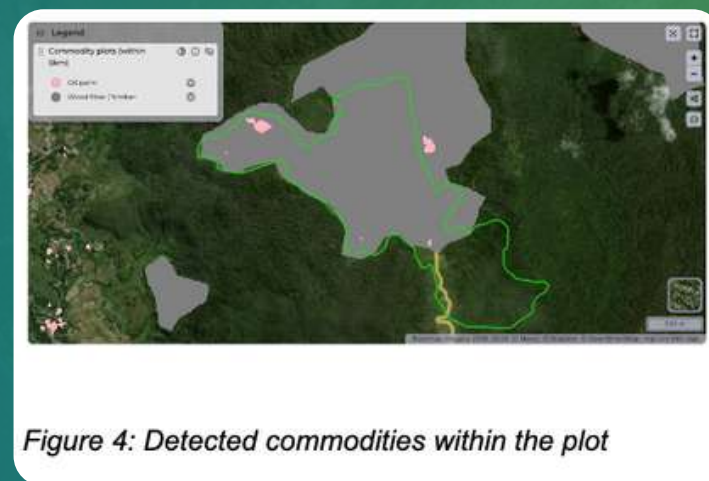 Legend
Commodity plots (within
5km)
Oil palm
Wood fiber / timber
Figure 4: Detected commodities within the plot